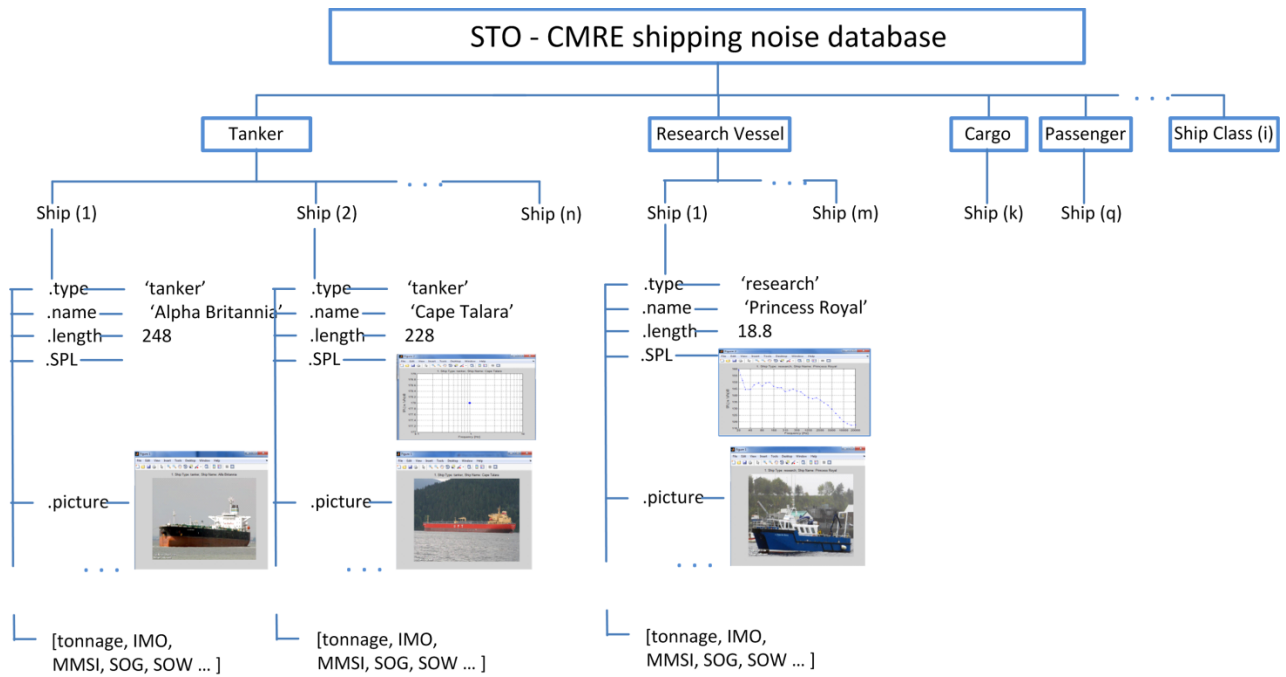 STO - CMRE shipping noise database
. . .
Tanker
Research Vessel
Cargo
Passenger
Ship Class (i)
. . .
. . .
Ship (1)
Ship (2)
Ship (n)
Ship (1)
Ship (m)
Ship (k)
Ship (q)
.type
‘tanker’
.name
‘Alpha Britannia’
.length
248
.SPL
.picture
. . .
[tonnage, IMO,
MMSI, SOG, SOW ... ]
.type
‘tanker’
.name
‘Cape Talara’
.length
228
.SPL
.picture
. . .
[tonnage, IMO,
MMSI, SOG, SOW ... ]
.type
‘research’
.name
‘Princess Royal’
.length
18.8
.SPL
.picture
. . .
[tonnage, IMO,
MMSI, SOG, SOW ... ]